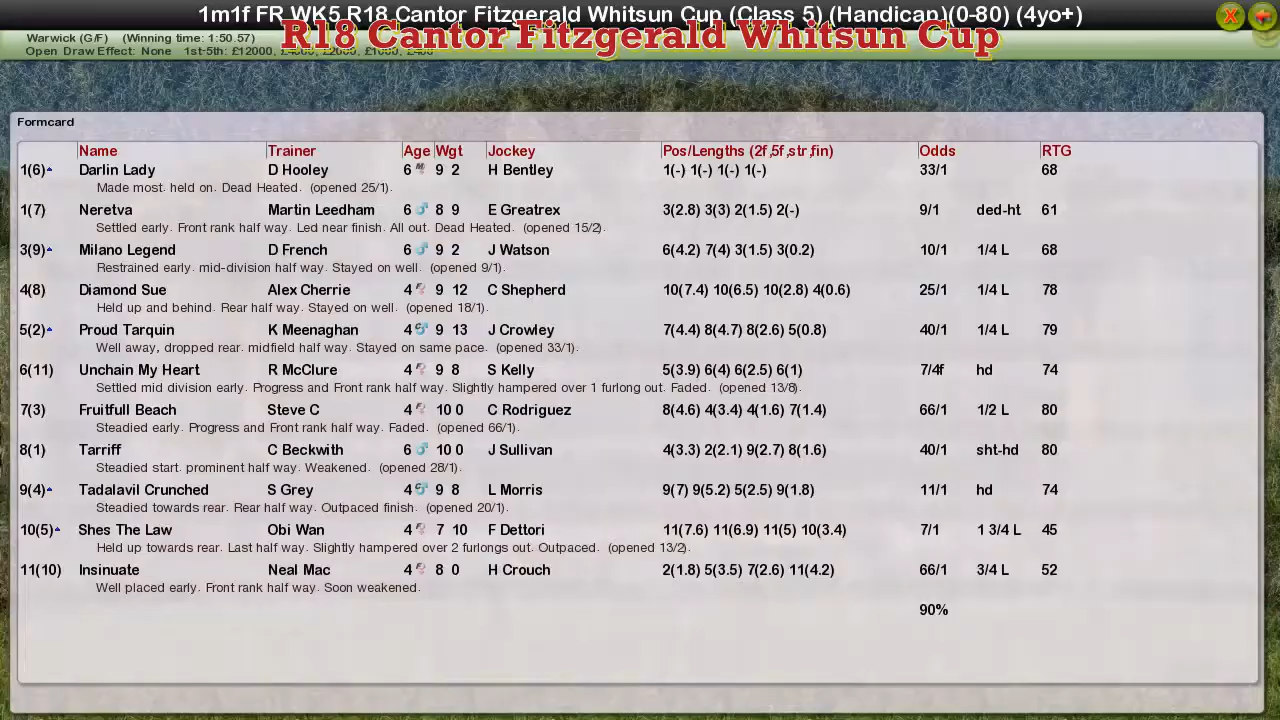 1m1f FR WK5 R18 Cantor Fitzgerald Whitsun Cup (Class 5) (Handicap)(0-80) (4yo+)
R18 Cantor Fitzgerald Whitsun Cup
Warwick (G/F) (Winning time: 1:50.57)
Open Draw Effect: None 1st-5th: £12000, £4000, £2000, £1000, £400
Formcard
Name Trainer Age Wgt Jockey Pos/Lengths (2f,5f,str,fin) Odds RTG
1(6) Darlin Lady D Hooley 6 9 2 H Bentley 1(-) 1(-) 1(-) 1(-) 33/1 68
Made most. held on. Dead Heated. (opened 25/1).
1(7) Neretva Martin Leedham 6 8 9 E Greatrex 3(2.8) 3(3) 2(1.5) 2(-) 9/1 ded-ht 61
Settled early. Front rank half way. Led near finish. All out. Dead Heated. (opened 15/2).
3(9) Milano Legend D French 6 9 2 J Watson 6(4.2) 7(4) 3(1.5) 3(0.2) 10/1 1/4 L 68
Restrained early. mid-division half way. Stayed on well. (opened 9/1).
4(8) Diamond Sue Alex Cherrie 4 9 12 C Shepherd 10(7.4) 10(6.5) 10(2.8) 4(0.6) 25/1 1/4 L 78
Held up and behind. Rear half way. Stayed on well. (opened 18/1).
5(2) Proud Tarquin K Meenaghan 4 9 13 J Crowley 7(4.4) 8(4.7) 8(2.6) 5(0.8) 40/1 1/4 L 79
Well away, dropped rear. midfield half way. Stayed on same pace. (opened 33/1).
6(11) Unchain My Heart R McClure 4 9 8 S Kelly 5(3.9) 6(4) 6(2.5) 6(1) 7/4f hd 74
Settled mid division early. Progress and Front rank half way. Slightly hampered over 1 furlong out. Faded. (opened 13/8).
7(3) Fruitfull Beach Steve C 4 10 0 C Rodriguez 8(4.6) 4(3.4) 4(1.6) 7(1.4) 66/1 1/2 L 80
Steadied early. Progress and Front rank half way. Faded. (opened 66/1).
8(1) Tarriff C Beckwith 6 10 0 J Sullivan 4(3.3) 2(2.1) 9(2.7) 8(1.6) 40/1 sht-hd 80
Steadied start. prominent half way. Weakened. (opened 28/1).
9(4) Tadalavil Crunched S Grey 4 9 8 L Morris 9(7) 9(5.2) 5(2.5) 9(1.8) 11/1 hd 74
Steadied towards rear. Rear half way. Outpaced finish. (opened 20/1).
10(5) Shes The Law Obi Wan 4 7 10 F Dettori 11(7.6) 11(6.9) 11(5) 10(3.4) 7/1 1 3/4 L 45
Held up towards rear. Last half way. Slightly hampered over 2 furlongs out. Outpaced. (opened 13/2).
11(10) Insinuate Neal Mac 4 8 0 H Crouch 2(1.8) 5(3.5) 7(2.6) 11(4.2) 66/1 3/4 L 52
Well placed early. Front rank half way. Soon weakened.
90%